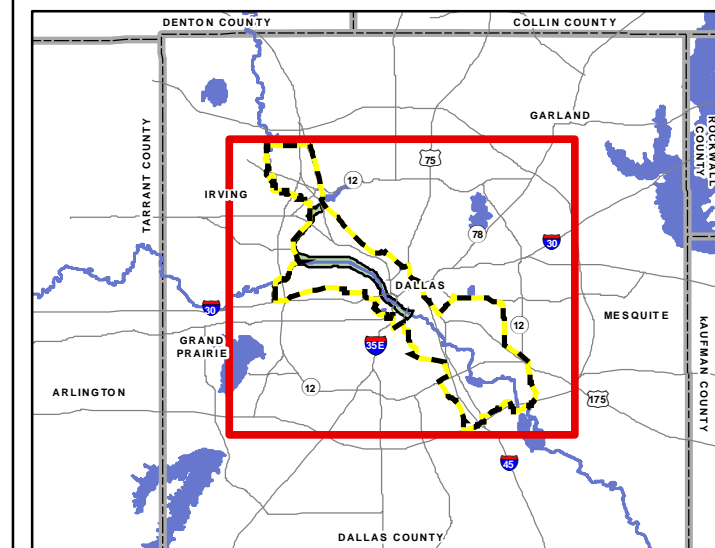 DENTON COUNTY
COLLIN COUNTY
GARLAND
ROCKWALL
COUNTY
TARRANT COUNTY
75
12
IRVING
78
30
DALLAS
30
MESQUITE
12
GRAND
PRAIRIE
35E
KAUFMAN COUNTY
12
ARLINGTON
175
45
DALLAS COUNTY